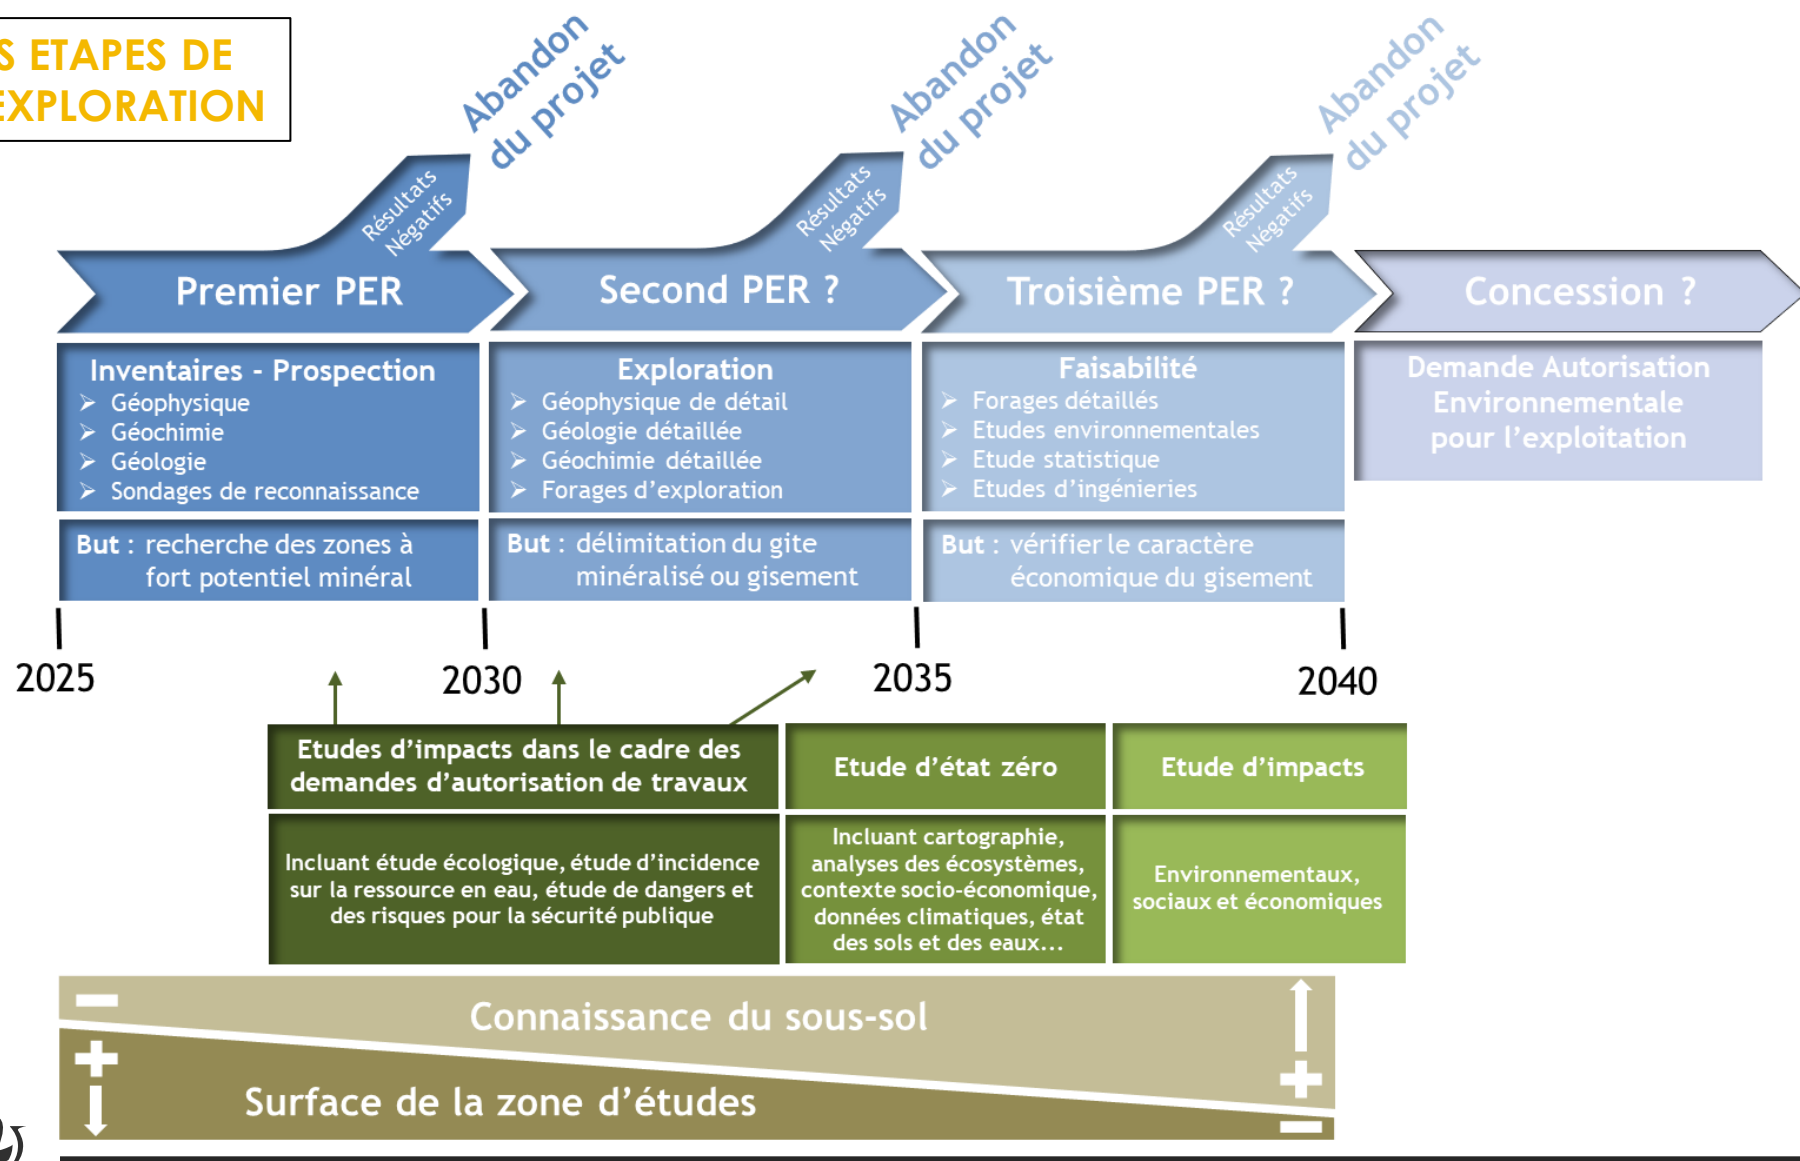 S ETAPES DE
EXPLORATION
Abandon
du projet
Abandon
du projet
Abandon
du projet
Résultats
Négatifs
Résultats
Négatifs
Résultats
Négatifs
Premier PER
Second PER ?
Troisième PER ?
Concession ?
Inventaires - Prospection
➢ Géophysique
➢ Géochimie
➢ Géologie
➢ Sondages de reconnaissance
Exploration
➢ Géophysique de détail
➢ Géologie détaillée
➢ Géochimie détaillée
➢ Forages d’exploration
Faisabilité
➢ Forages détaillés
➢ Etudes environnementales
➢ Etude statistique
➢ Etudes d’ingénieries
Demande Autorisation
Environnementale
pour l’exploitation
But : recherche des zones à
fort potentiel minéral
But : délimitation du gite
minéralisé ou gisement
But : vérifier le caractère
économique du gisement
2025
2030
2035
2040
Etudes d’impacts dans le cadre des
demandes d’autorisation de travaux
Etude d’état zéro
Etude d’impacts
Incluant étude écologique, étude d’incidence
sur la ressource en eau, étude de dangers et
des risques pour la sécurité publique
Incluant cartographie,
analyses des écosystèmes,
contexte socio-économique,
données climatiques, état
des sols et des eaux...
Environnementaux,
sociaux et économiques
Connaissance du sous-sol
Surface de la zone d’études